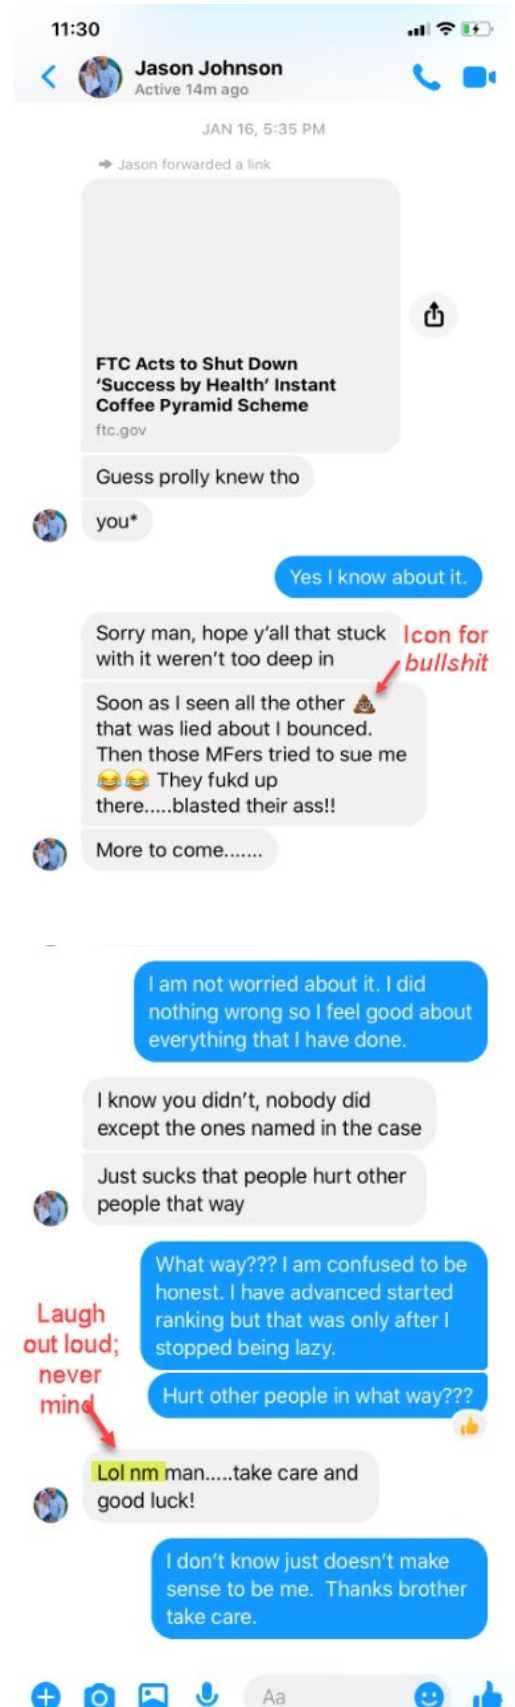 11:30
Jason Johnson
Active 14m ago
JAN 16, 5:35 PM
Jason forwarded a link
FTC Acts to Shut Down
‘Success by Health’ Instant
Coffee Pyramid Scheme
ftc.gov
Guess prolly knew tho
you*
Yes I know about it.
Sorry man, hope y'all that stuck
with it weren't too deep in
Icon for
bullshit
Soon as I seen all the other 💩
that was lied about I bounced.
Then those MFers tried to sue me
😂😂 They fukd up
there.....blasted their ass!!
More to come.......
I am not worried about it. I did
nothing wrong so I feel good about
everything that I have done.
I know you didn't, nobody did
except the ones named in the case
Just sucks that people hurt other
people that way
What way??? I am confused to be
honest. I have advanced started
ranking but that was only after I
stopped being lazy.
Hurt other people in what way???
👍
Laugh
out loud;
never
mind
Lol nm man.....take care and
good luck!
I don't know just doesn't make
sense to be me.  Thanks brother
take care.
Aa